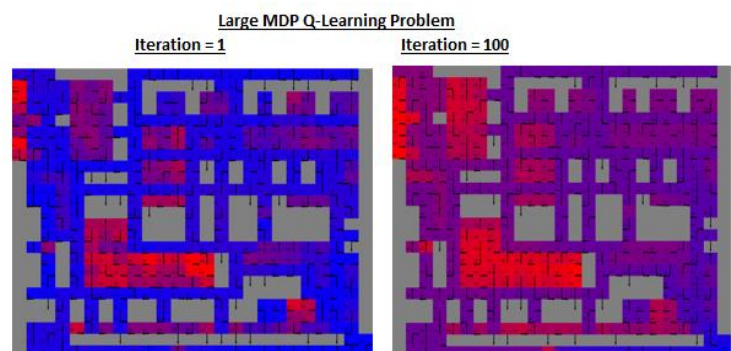 Large MDP Q-Learning Problem
Iteration = 1 Iteration = 100